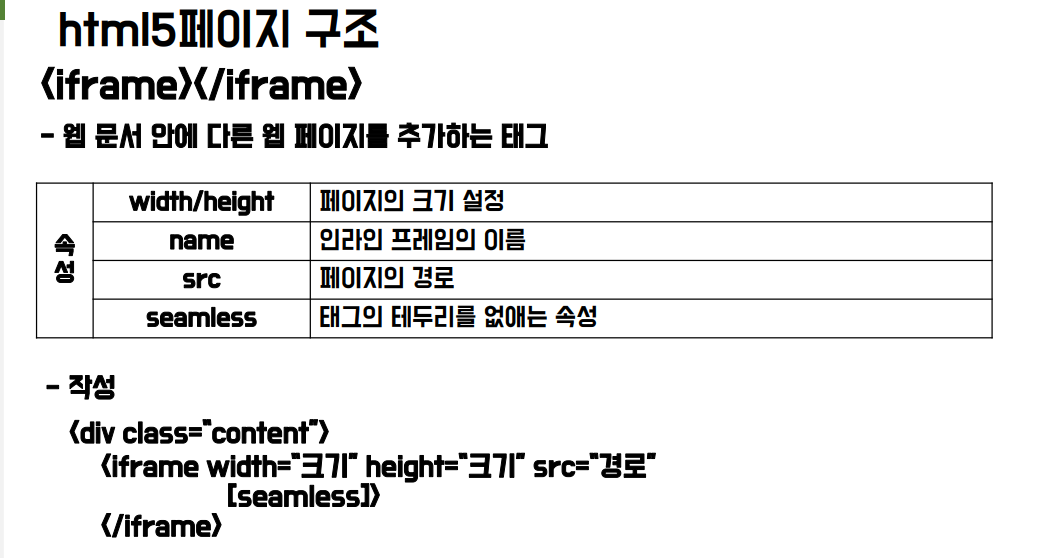 html5페이지 구조
<iframe></iframe>
- 웹 문서 안에 다른 웹 페이지를 추가하는 태그
속성
width/height 페이지의 크기 설정
name 인라인 프레임의 이름
src 페이지의 경로
seamless 태그의 테두리를 없애는 속성
- 작성
<div class=“content”>
<iframe width=“크기” height=“크기” src=“경로”
[seamless]>
</iframe>